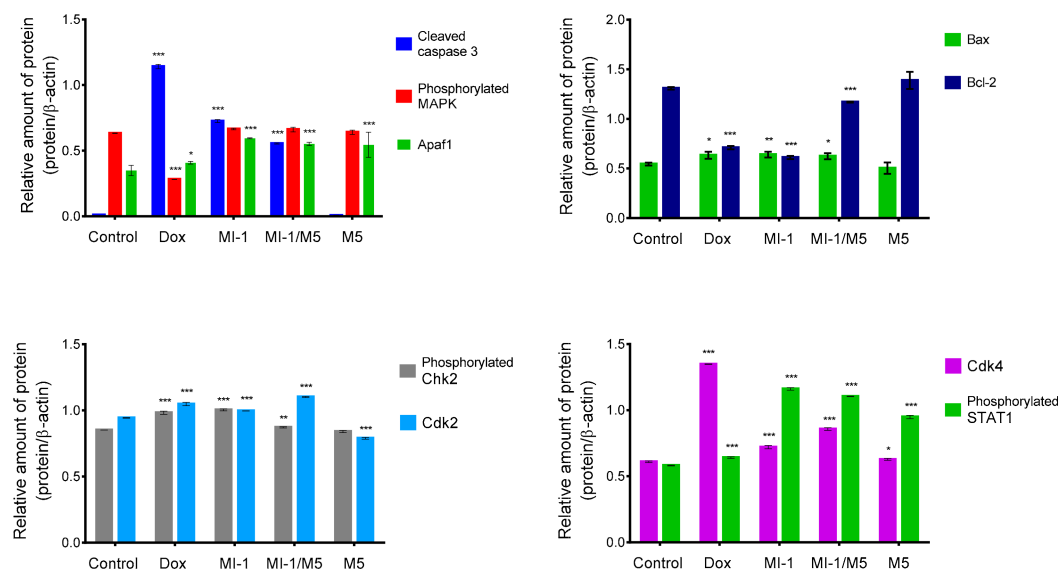 Relative amount of protein
(protein/β-actin)
1.5
1.0
0.5
0.0
***
***
***
***
***
***
*
***
***
Control
Dox
MI-1
MI-1/M5
M5
Cleaved
caspase 3
Phosphorylated
MAPK
Apaf1
Relative amount of protein
(protein/β-actin)
2.0
1.5
1.0
0.5
0.0
*
***
**
***
*
***
Control
Dox
MI-1
MI-1/M5
M5
Bax
Bcl-2
Relative amount of protein
(protein/β-actin)
1.5
1.0
0.5
0.0
***
***
***
***
**
***
***
Control
Dox
MI-1
MI-1/M5
M5
Phosphorylated
Chk2
Cdk2
Relative amount of protein
(protein/β-actin)
1.5
1.0
0.5
0.0
***
***
***
***
***
***
*
***
Control
Dox
MI-1
MI-1/M5
M5
Cdk4
Phosphorylated
STAT1